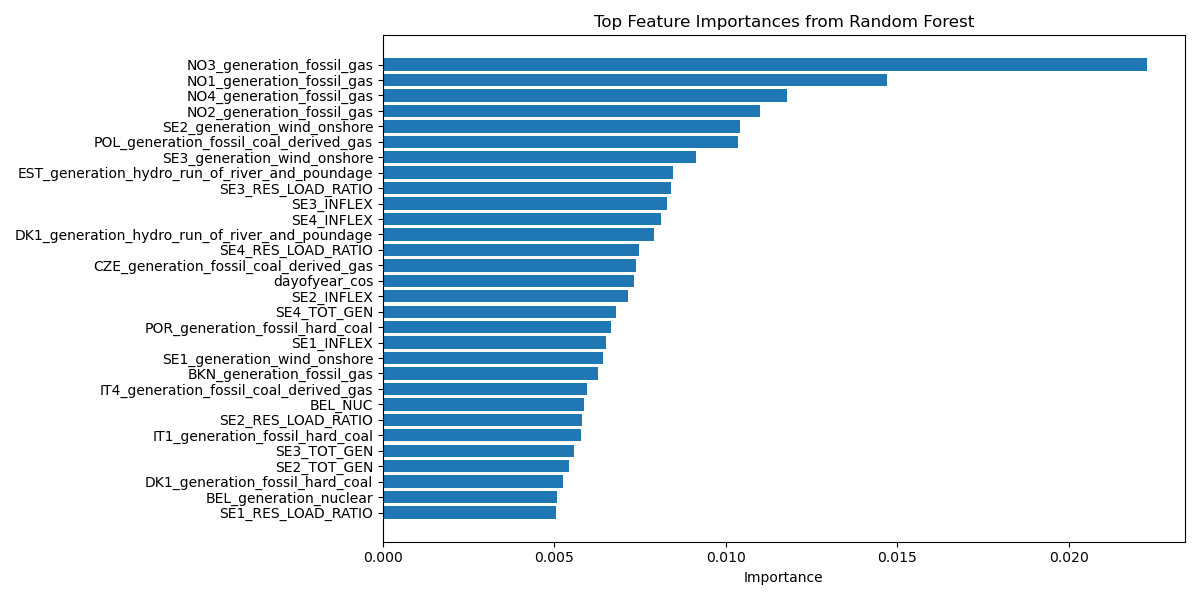 Top Feature Importances from Random Forest
NO3_generation_fossil_gas
NO1_generation_fossil_gas
NO4_generation_fossil_gas
NO2_generation_fossil_gas
SE2_generation_wind_onshore
POL_generation_fossil_coal_derived_gas
SE3_generation_wind_onshore
EST_generation_hydro_run_of_river_and_poundage
SE3_RES_LOAD_RATIO
SE3_INFLEX
SE4_INFLEX
DK1_generation_hydro_run_of_river_and_poundage
SE4_RES_LOAD_RATIO
CZE_generation_fossil_coal_derived_gas
dayofyear_cos
SE2_INFLEX
SE4_TOT_GEN
POR_generation_fossil_hard_coal
SE1_INFLEX
SE1_generation_wind_onshore
BKN_generation_fossil_gas
IT4_generation_fossil_coal_derived_gas
BEL_NUC
SE2_RES_LOAD_RATIO
IT1_generation_fossil_hard_coal
SE3_TOT_GEN
SE2_TOT_GEN
DK1_generation_fossil_hard_coal
BEL_generation_nuclear
SE1_RES_LOAD_RATIO
0.000 0.005 0.010 0.015 0.020
Importance